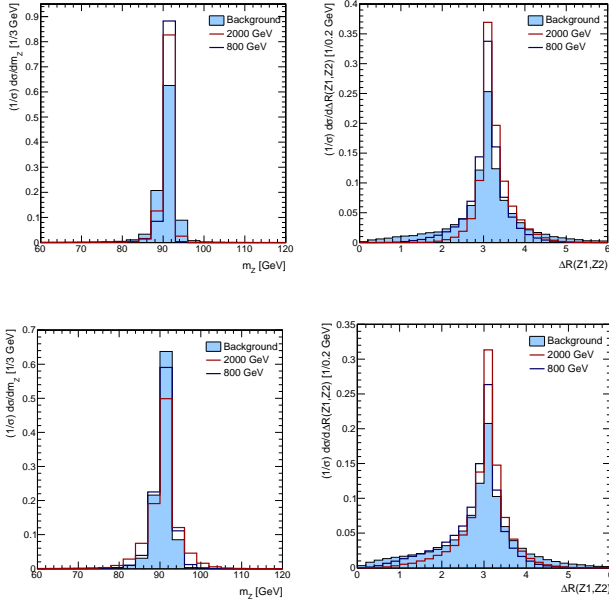 (1/σ) dσ/dm_Z [1/3 GeV]
0.9
0.8
0.7
0.6
0.5
0.4
0.3
0.2
0.1
0
60 70 80 90 100 110 120
m_Z [GeV]
Background
2000 GeV
800 GeV
(1/σ) dσ/dΔR(Z1,Z2) [1/0.2 GeV]
0.4
0.35
0.3
0.25
0.2
0.15
0.1
0.05
0
0 1 2 3 4 5 6
ΔR(Z1,Z2)
Background
2000 GeV
800 GeV
(1/σ) dσ/dm_Z [1/3 GeV]
0.7
0.6
0.5
0.4
0.3
0.2
0.1
0
60 70 80 90 100 110 120
m_Z [GeV]
Background
2000 GeV
800 GeV
(1/σ) dσ/dΔR(Z1,Z2) [1/0.2 GeV]
0.35
0.3
0.25
0.2
0.15
0.1
0.05
0
0 1 2 3 4 5 6
ΔR(Z1,Z2)
Background
2000 GeV
800 GeV